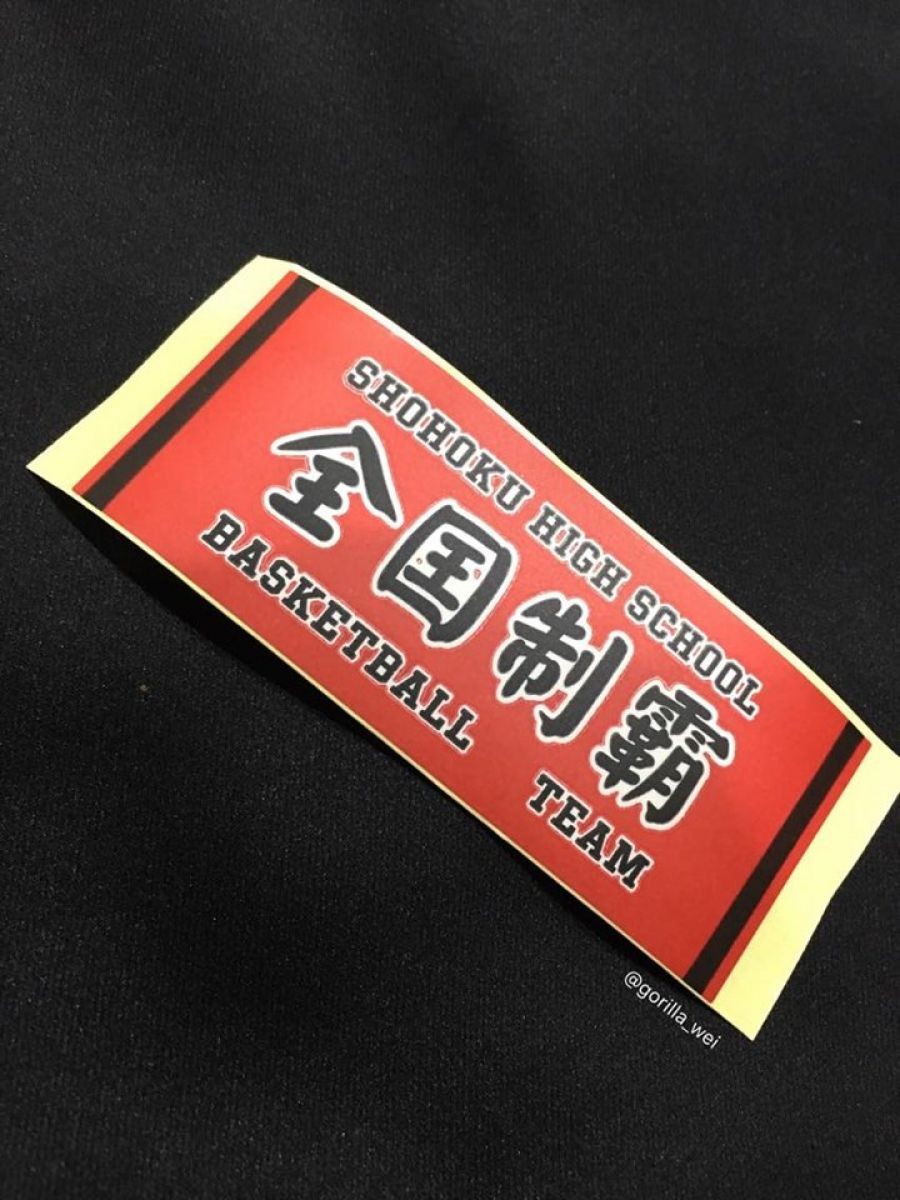 SHOHOKU HIGH SCHOOL
全国制覇
BASKETBALL TEAM
@gorilla_wei